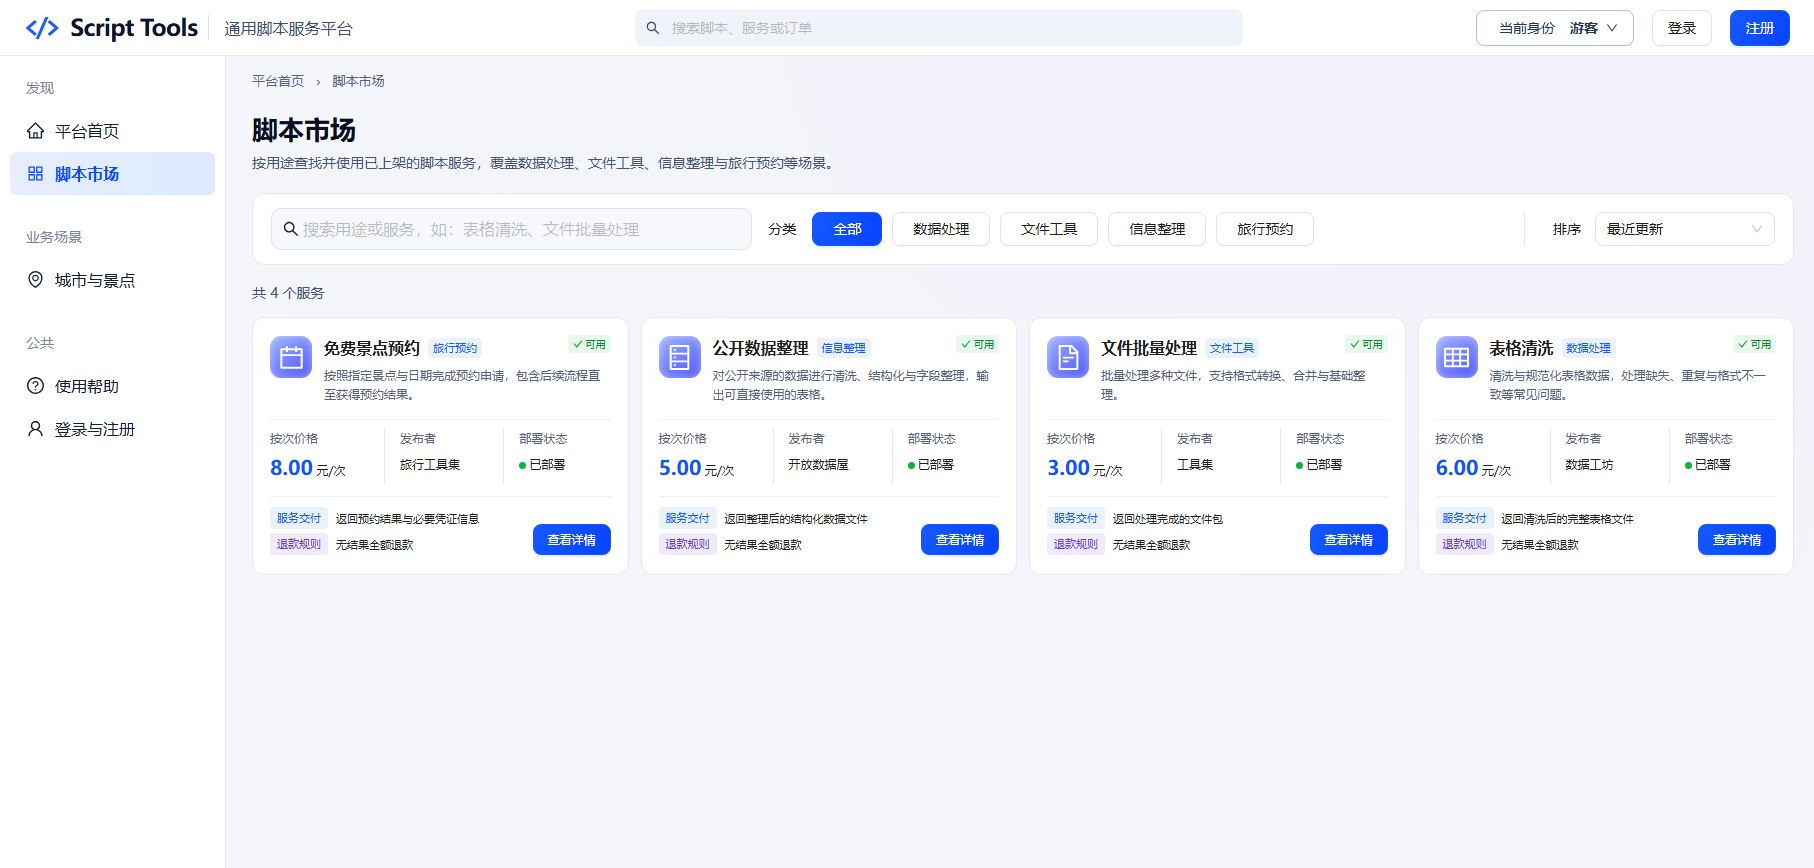 </> Script Tools
通用脚本服务平台
搜索脚本、服务或订单
当前身份 游客
登录
注册
发现
平台首页
脚本市场
业务场景
城市与景点
公共
使用帮助
登录与注册
平台首页 › 脚本市场
脚本市场
按用途查找并使用已上架的脚本服务，覆盖数据处理、文件工具、信息整理与旅行预约等场景。
搜索用途或服务，如：表格清洗、文件批量处理
分类 全部 数据处理 文件工具 信息整理 旅行预约
排序 最近更新
共 4 个服务
免费景点预约 旅行预约 可用
按照指定景点与日期完成预约申请，包含后续流程直
至获得预约结果。
按次价格 发布者 部署状态
8.00 元/次 旅行工具集 已部署
服务交付 返回预约结果与必要凭证信息
退款规则 无结果全额退款
查看详情
公开数据整理 信息整理 可用
对公开来源的数据进行清洗、结构化与字段整理，输
出可直接使用的表格。
按次价格 发布者 部署状态
5.00 元/次 开放数据屋 已部署
服务交付 返回整理后的结构化数据文件
退款规则 无结果全额退款
查看详情
文件批量处理 文件工具 可用
批量处理多种文件，支持格式转换、合并与基础整
理。
按次价格 发布者 部署状态
3.00 元/次 工具集 已部署
服务交付 返回处理完成的文件包
退款规则 无结果全额退款
查看详情
表格清洗 数据处理 可用
清洗与规范化表格数据，处理缺失、重复与格式不一
致等常见问题。
按次价格 发布者 部署状态
6.00 元/次 数据工坊 已部署
服务交付 返回清洗后的完整表格文件
退款规则 无结果全额退款
查看详情